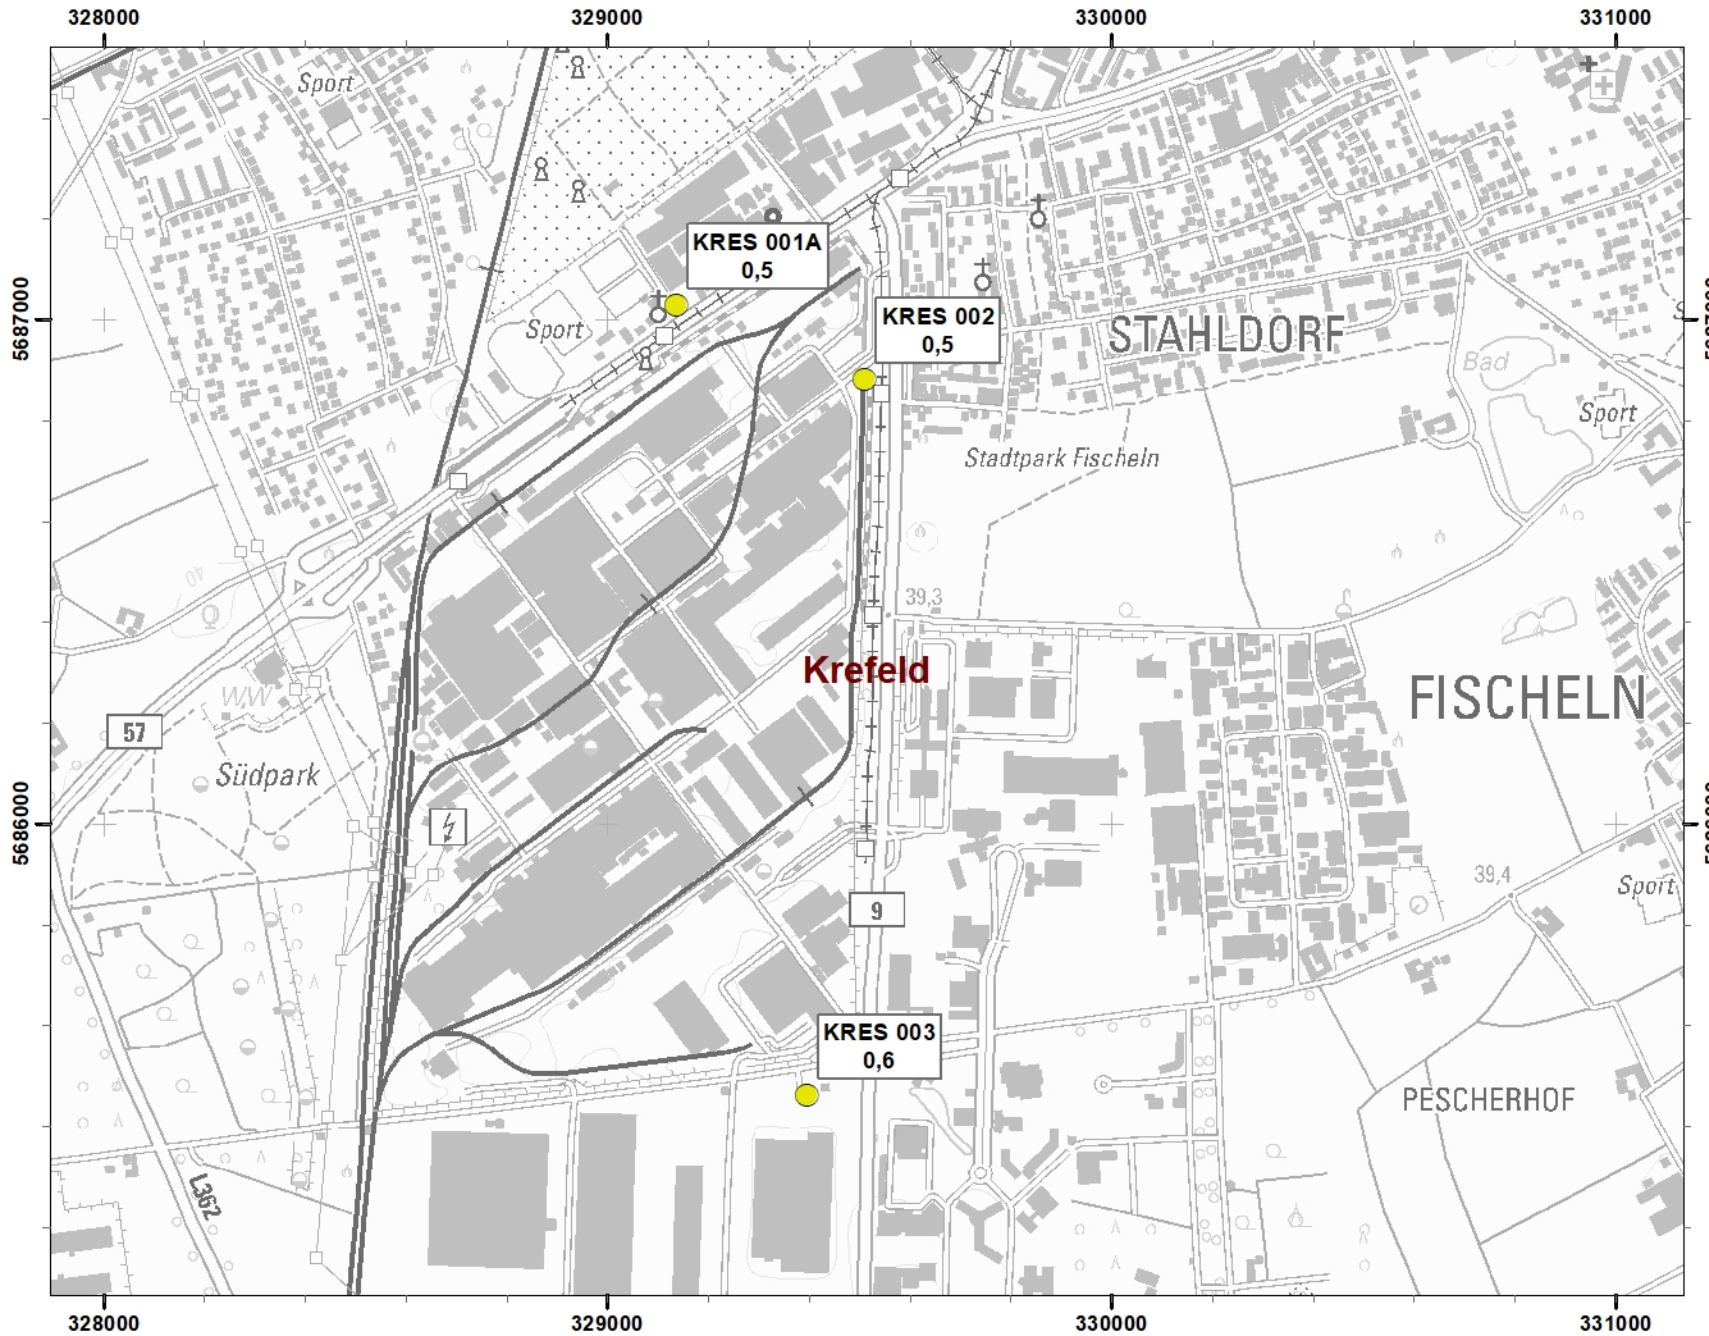 328000
329000
330000
331000
Sport
KRES 001A
0,5
5687000
Sport
KRES 002
0,5
STAHLDORF
Bad
Sport
Stadtpark Fischeln
40
39,3
Krefeld
WW
FISCHELN
57
Südpark
5686000
39,4
Sport
9
KRES 003
0,6
PESCHERHOF
L362
328000
329000
330000
331000